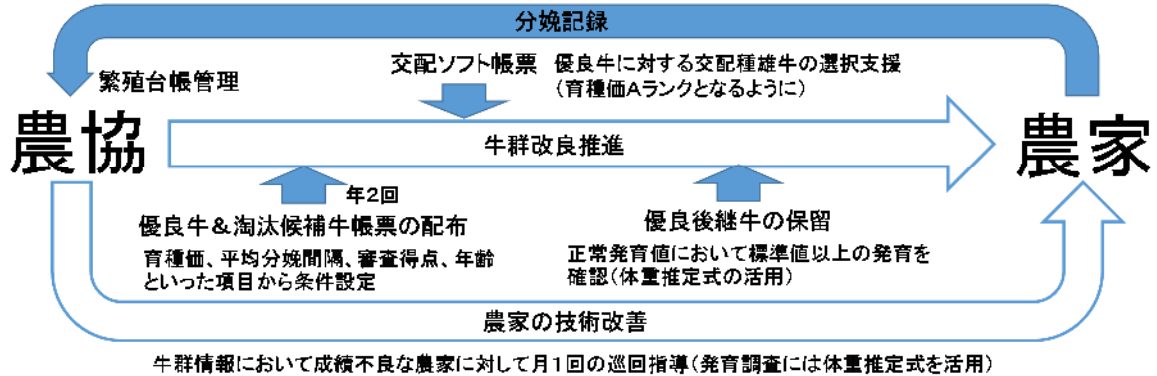 分娩記録
繁殖台帳管理
交配ソフト帳票 優良牛に対する交配種雄牛の選択支援
(育種価Aランクとなるように)
農協
牛群改良推進
農家
年2回
優良牛&淘汰候補牛帳票の配布
育種価、平均分娩間隔、審査得点、年齢
といった項目から条件設定
優良後継牛の保留
正常発育値において標準値以上の発育を
確認(体重推定式の活用)
農家の技術改善
牛群情報において成績不良な農家に対して月1回の巡回指導(発育調査には体重推定式を活用)